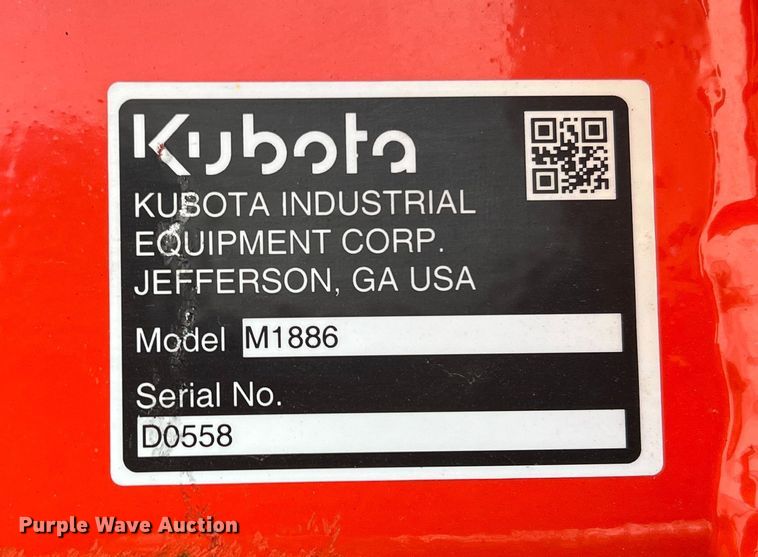 Kubota
KUBOTA INDUSTRIAL
EQUIPMENT CORP.
JEFFERSON, GA USA
Model M1886
Serial No.
D0558
Purple Wave Auction